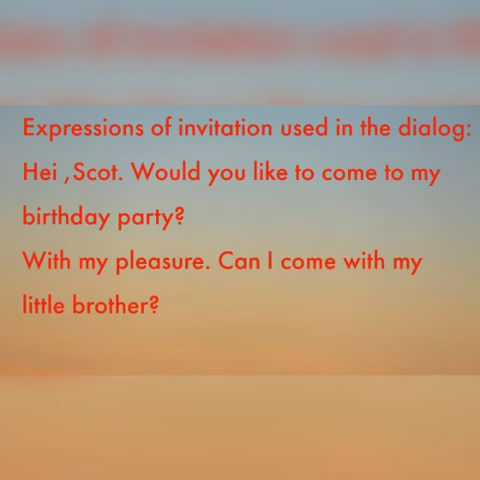 Expressions of invitation used in the dialog:
Hei ,Scot. Would you like to come to my
birthday party?
With my pleasure. Can I come with my
little brother?